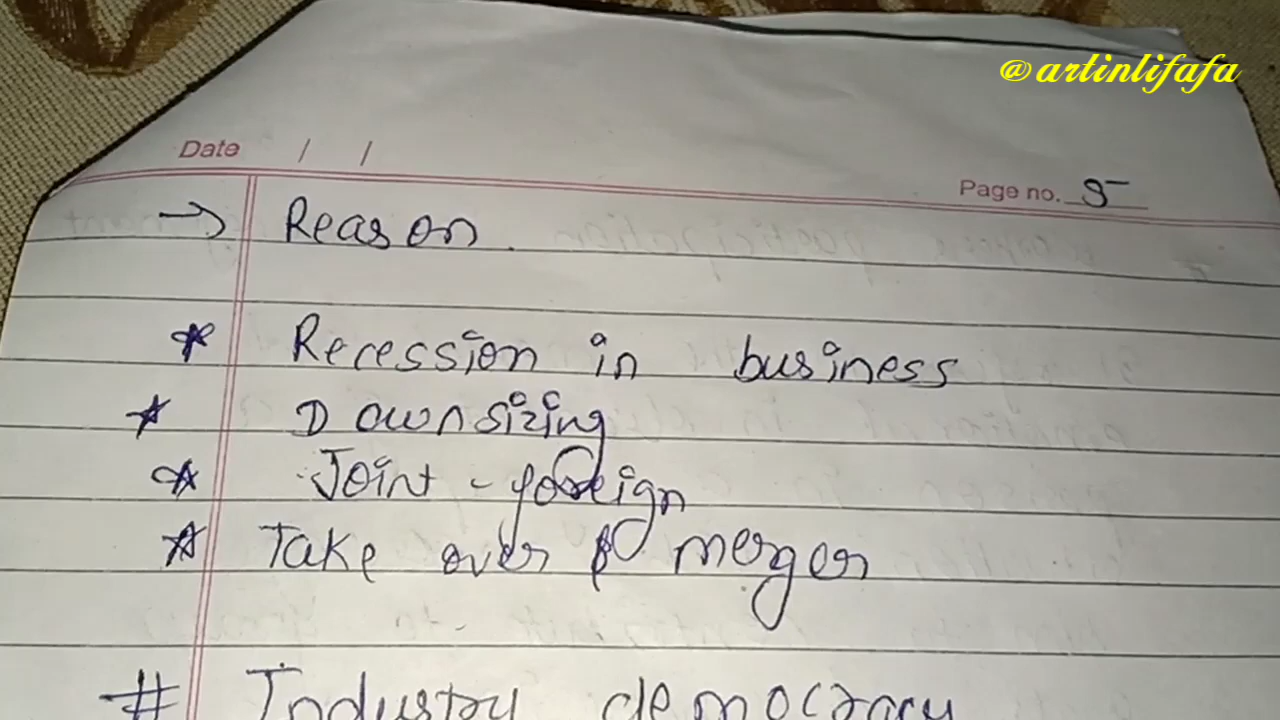 @artinlifafa
Date / /
Page no. 5
→ Reason.
* Recession in business
* Downsizing
* Joint - foreign
* Take over & merger
# Industry democracy